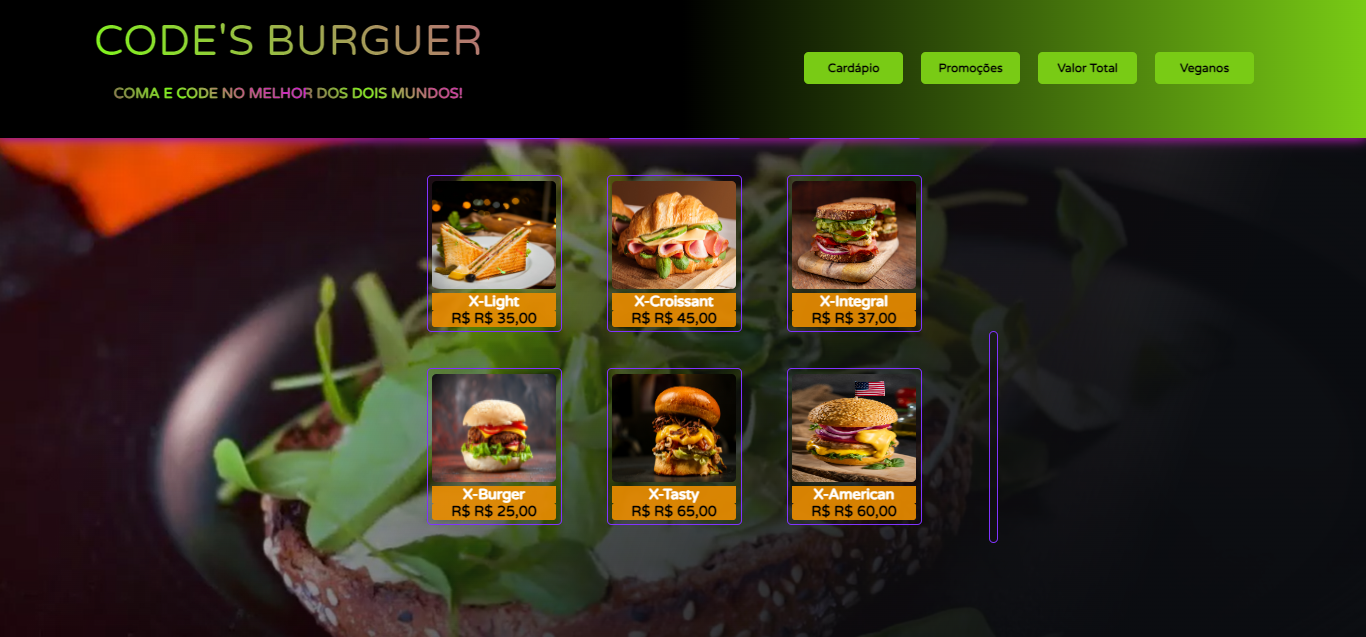 CODE'S BURGUER
COMA E CODE NO MELHOR DOS DOIS MUNDOS!
Cardápio
Promoções
Valor Total
Veganos
X-Light
R$ R$ 35,00
X-Croissant
R$ R$ 45,00
X-Integral
R$ R$ 37,00
X-Burger
R$ R$ 25,00
X-Tasty
R$ R$ 65,00
X-American
R$ R$ 60,00